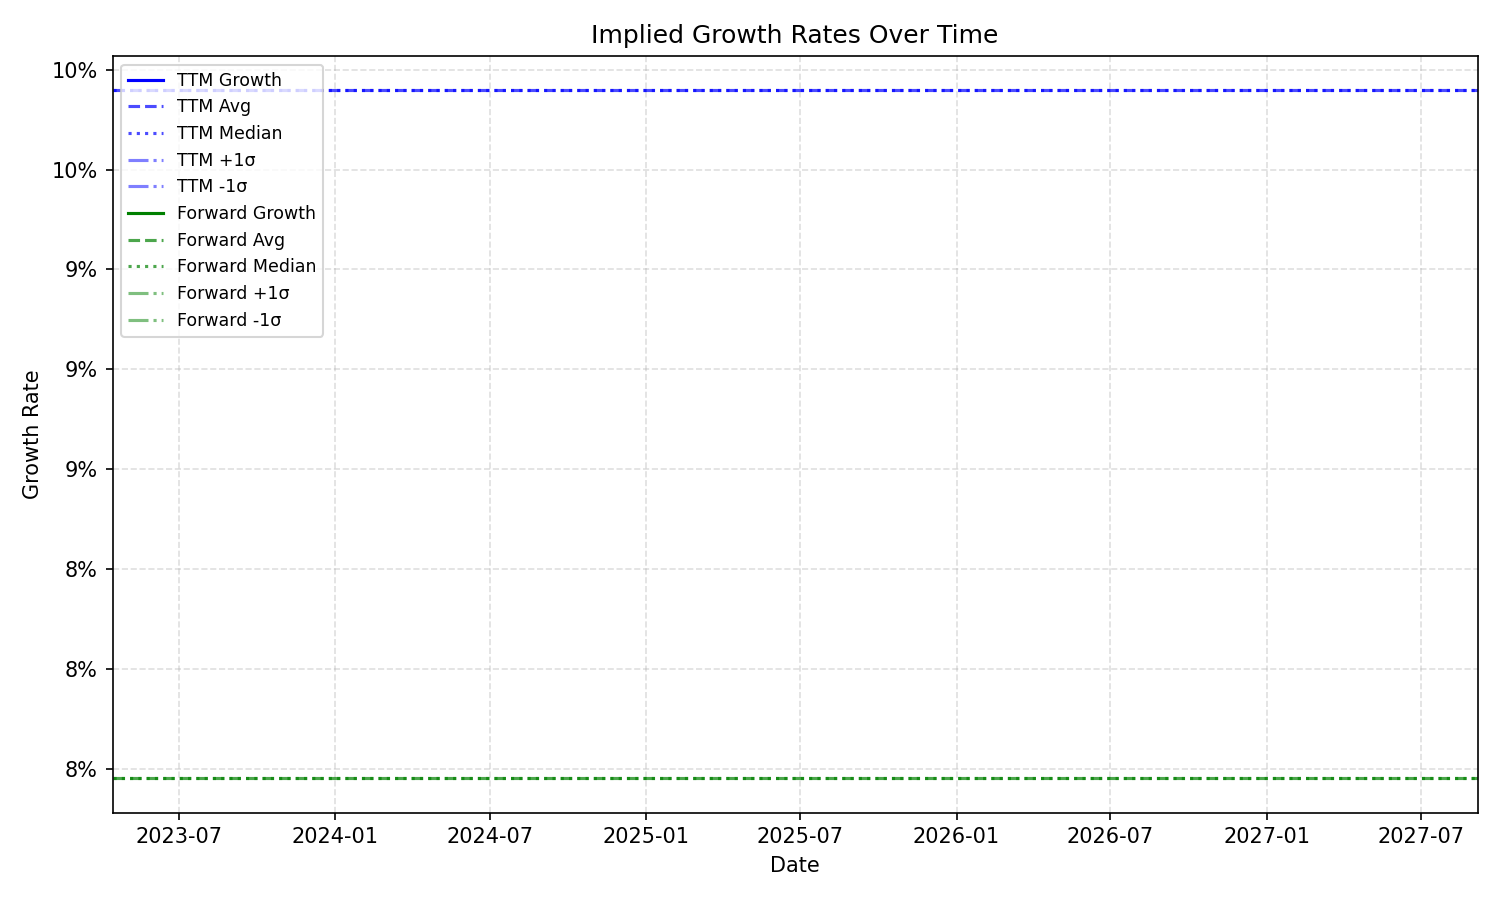 Implied Growth Rates Over Time
10%
10%
9%
9%
9%
8%
8%
8%
Growth Rate
TTM Growth
TTM Avg
TTM Median
TTM +1σ
TTM -1σ
Forward Growth
Forward Avg
Forward Median
Forward +1σ
Forward -1σ
2023-07 2024-01 2024-07 2025-01 2025-07 2026-01 2026-07 2027-01 2027-07
Date